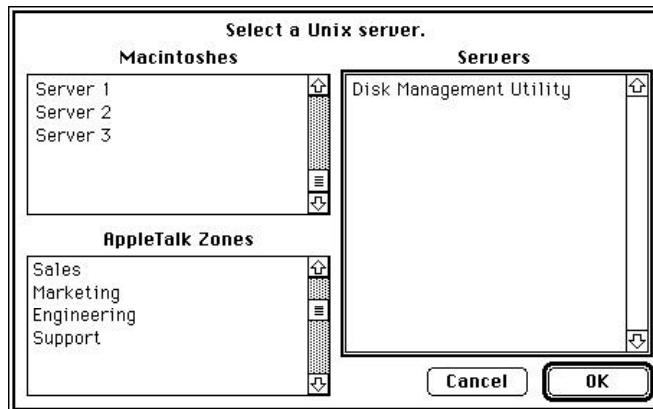 Select a Unix server.
Macintoshes
Server 1
Server 2
Server 3
AppleTalk Zones
Sales
Marketing
Engineering
Support
Servers
Disk Management Utility
Cancel
OK